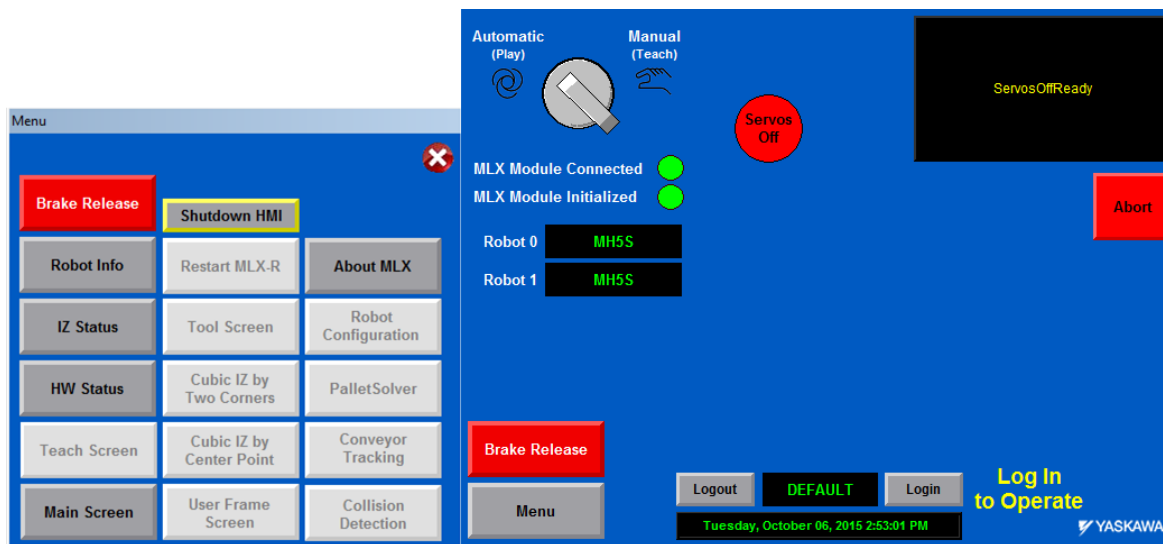 Menu
Brake Release
Shutdown HMI
Robot Info
Restart MLX-R
About MLX
IZ Status
Tool Screen
Robot
Configuration
HW Status
Cubic IZ by
Two Corners
PalletSolver
Teach Screen
Cubic IZ by
Center Point
Conveyor
Tracking
Main Screen
User Frame
Screen
Collision
Detection
Automatic
(Play)
Manual
(Teach)
Servos
Off
ServosOffReady
MLX Module Connected
MLX Module Initialized
Abort
Robot 0
MH5S
Robot 1
MH5S
Brake Release
Menu
Logout
DEFAULT
Login
Log In
to Operate
Tuesday, October 06, 2015 2:53:01 PM
YASKAWA